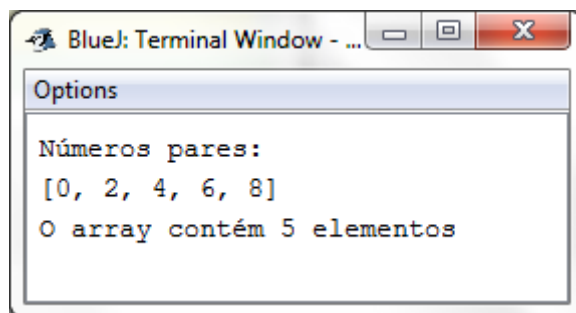 BlueJ: Terminal Window - ...
Options
Números pares:
[0, 2, 4, 6, 8]
O array contém 5 elementos